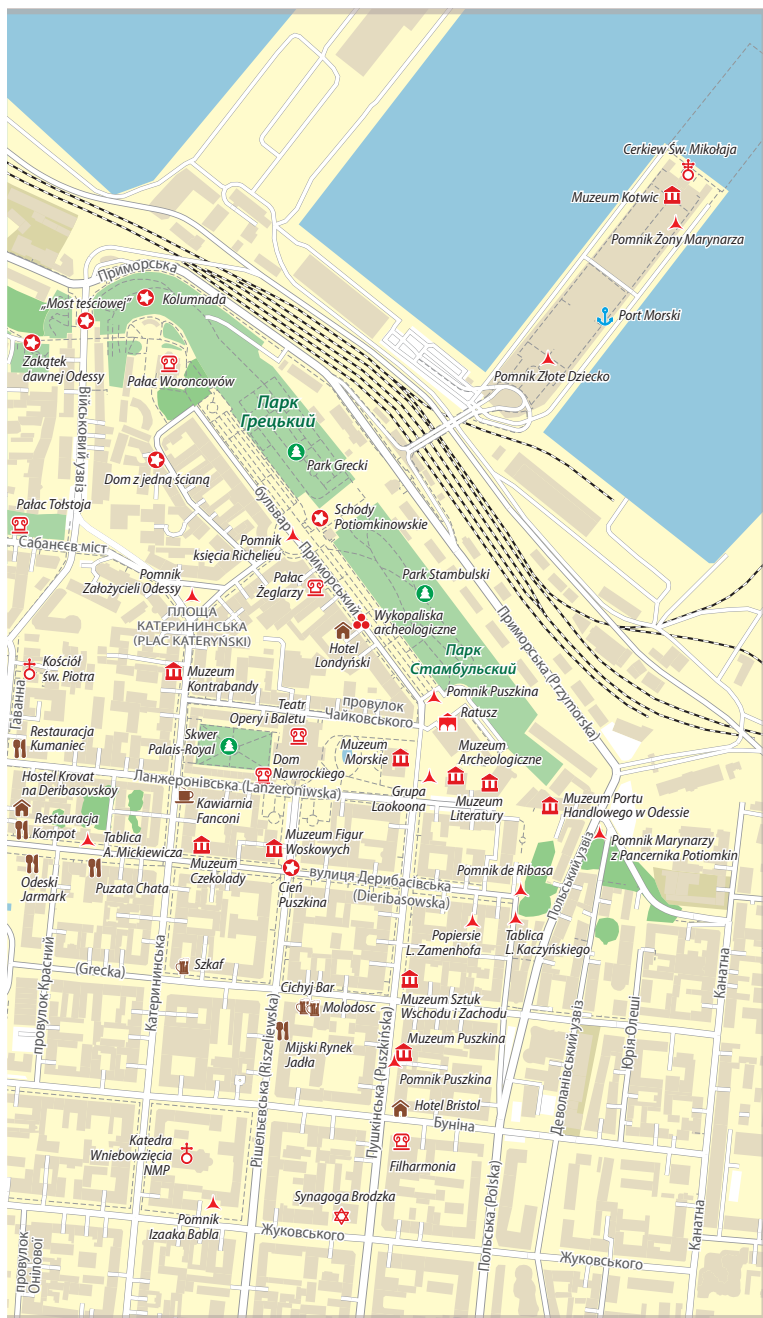 Cerkiew Św. Mikołaja
Muzeum Kotwic
Pomnik Żony Marynarza
Приморська
„Most teściowej”
Kolumnada
Port Morski
Zakątek
dawnej Odessy
Pałac Woroncowów
Pomnik Złote Dziecko
Військовий узвіз
Парк
Грецький
Park Grecki
Dom z jedną ścianą
Pałac Tołstoja
бульвар Приморський
Schody
Potiomkinowskie
Сабанєєв міст
Pomnik
księcia Richelieu
Pomnik
Założycieli Odessy
Pałac
Żeglarzy
Park Stambulski
ПЛОЩА
КАТЕРИНИНСЬКА
(PLAC KATERYŃSKI)
Wykopaliska
archeologiczne
Приморська (Przymorska)
Hotel
Londyński
Парк
Стамбульский
Kościół
św. Piotra
Muzeum
Kontrabandy
Гаванна
Pomnik Puszkina
провулок
Чайковського
Ratusz
Teatr
Opery i Baletu
Restauracja
Kumaniec
Skwer
Palais-Royal
Muzeum
Morskie
Muzeum
Archeologiczne
Dom
Nawrockiego
Hostel Krovat
na Deribasovskoy
Ланжеронівська (Lanżeroniwska)
Grupa
Laokoona
Muzeum
Literatury
Muzeum Portu
Handlowego w Odessie
Kawiarnia
Fanconi
Restauracja
Kompot
Tablica
A. Mickiewicza
Muzeum
Czekolady
Muzeum Figur
Woskowych
Pomnik Marynarzy
z Pancernika Potiomkin
Польський узвіз
Odeski
Jarmark
Puzata Chata
Cień
Puszkina
вулиця Дерибасівська
(Dieribasowska)
Pomnik de Ribasa
Popiersie
L. Zamenhofa
Tablica
L. Kaczyńskiego
провулок Красний
(Grecka)
Катерининська
Szkaf
Cichyj Bar
Molodosc
Muzeum Sztuk
Wschodu i Zachodu
Канатна
Mijski Rynek
Jadła
Muzeum Puszkina
Pomnik Puszkina
Юрія Олеші
Деволанівський узвіз
Рішельєвська (Riszeliewska)
Пушкінська (Puszkińska)
Hotel Bristol
Буніна
Katedra
Wniebowzięcia
NMP
Filharmonia
Польська (Polska)
Synagoga Brodzka
Pomnik
Izaaka Babla
Жуковського
Жуковського
Канатна
провулок
Онілової